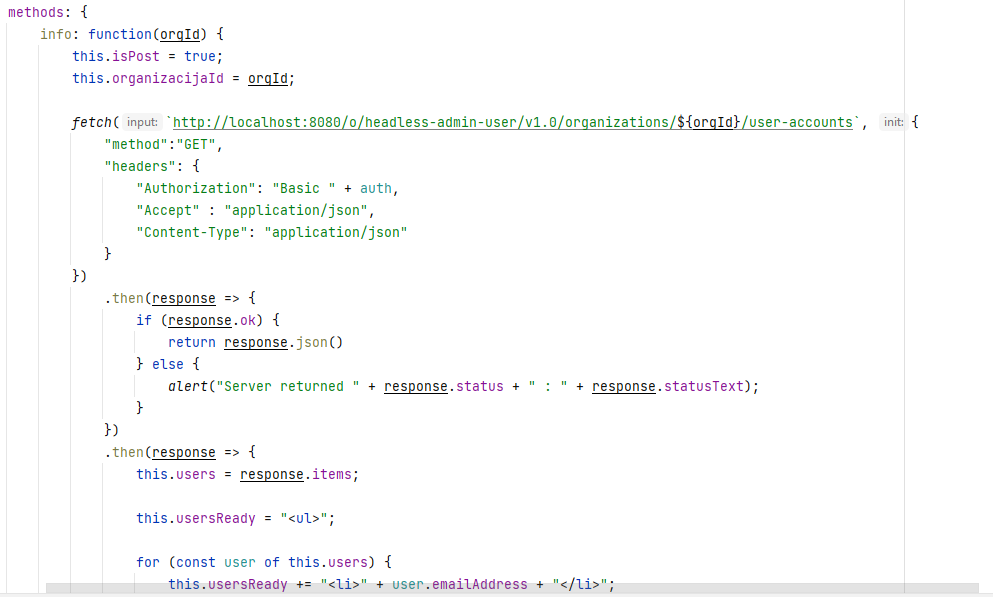 methods: {
info: function(orgId) {
this.isPost = true;
this.organizacijaId = orgId;
fetch( input: `http://localhost:8080/o/headless-admin-user/v1.0/organizations/${orgId}/user-accounts`, init: {
"method":"GET",
"headers": {
"Authorization": "Basic " + auth,
"Accept" : "application/json",
"Content-Type": "application/json"
}
})
.then(response => {
if (response.ok) {
return response.json()
} else {
alert("Server returned " + response.status + " : " + response.statusText);
}
})
.then(response => {
this.users = response.items;
this.usersReady = "<ul>";
for (const user of this.users) {
this.usersReady += "<li>" + user.emailAddress + "</li>";